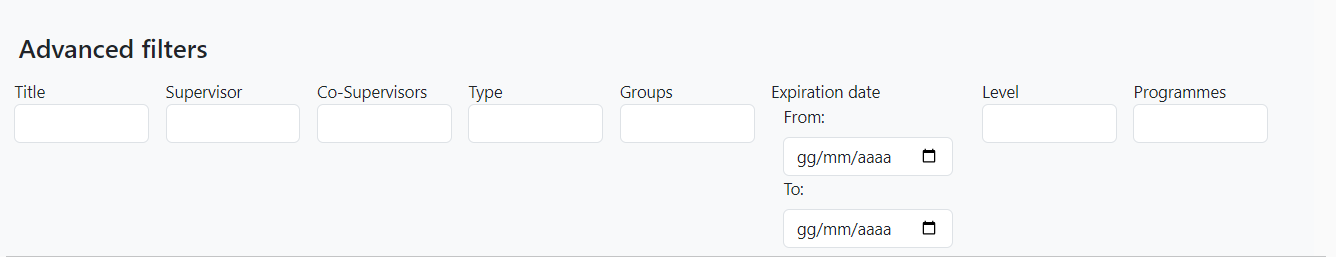 Advanced filters
Title Supervisor Co-Supervisors Type Groups Expiration date Level Programmes
From:
gg/mm/aaaa
To:
gg/mm/aaaa